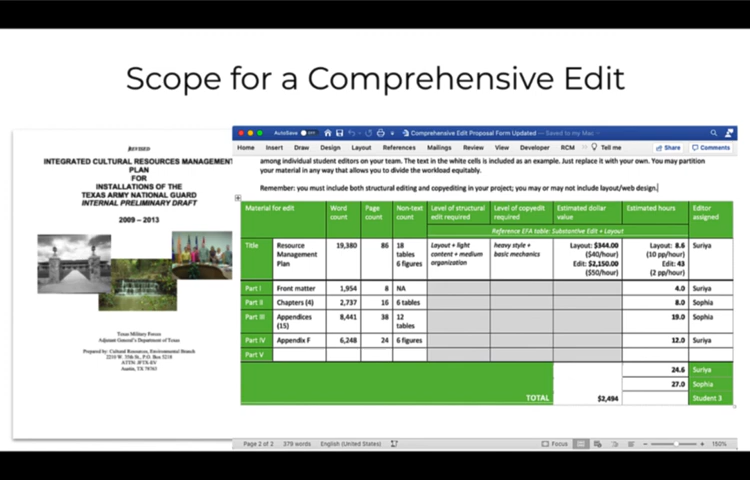 Scope for a Comprehensive Edit
REVISED
INTEGRATED CULTURAL RESOURCES MANAGEMENT
PLAN
FOR
INSTALLATIONS OF THE
TEXAS ARMY NATIONAL GUARD
INTERNAL PRELIMINARY DRAFT
2009 – 2013
Texas Military Forces
Adjutant General's Department of Texas
Prepared by: Cultural Resources, Environmental Branch
2210 W. 35th St., P.O. Box 5218
Austin, TX 78763
AutoSave OFF
Comprehensive Edit Proposal Form Updated — Saved to my Mac
Home Insert Draw Design Layout References Mailings Review View Developer RCM Tell me Share Comments
among individual student editors on your team. The text in the white cells is included as an example. Just replace it with your own. You may partition
your material in any way that allows you to divide the workload equitably.
Remember: you must include both structural editing and copyediting in your project; you may or may not include layout/web design.
Material for edit Word count Page count Non-text count Level of structural edit required Level of copyedit required Estimated dollar value Estimated hours Editor assigned
Reference EFA table: Substantive Edit + Layout
Title Resource Management Plan 19,380 86 18 tables 6 figures Layout + light content + medium organization heavy style + basic mechanics Layout: $344.00 ($40/hour) Edit: $2,150.00 ($50/hour) Layout: 8.6 (10 pp/hour) Edit: 43 (2 pp/hour) Suriya
Part I Front matter 1,954 8 NA 4.0 Suriya
Part II Chapters (4) 2,737 16 6 tables 8.0 Sophia
Part III Appendices (15) 8,441 38 12 tables 19.0 Sophia
Part IV Appendix F 6,248 24 6 figures 12.0 Suriya
Part V
24.6 Suriya
27.0 Sophia
TOTAL $2,494 Student 3
Page 2 of 2 379 words English (United States) Focus 150%